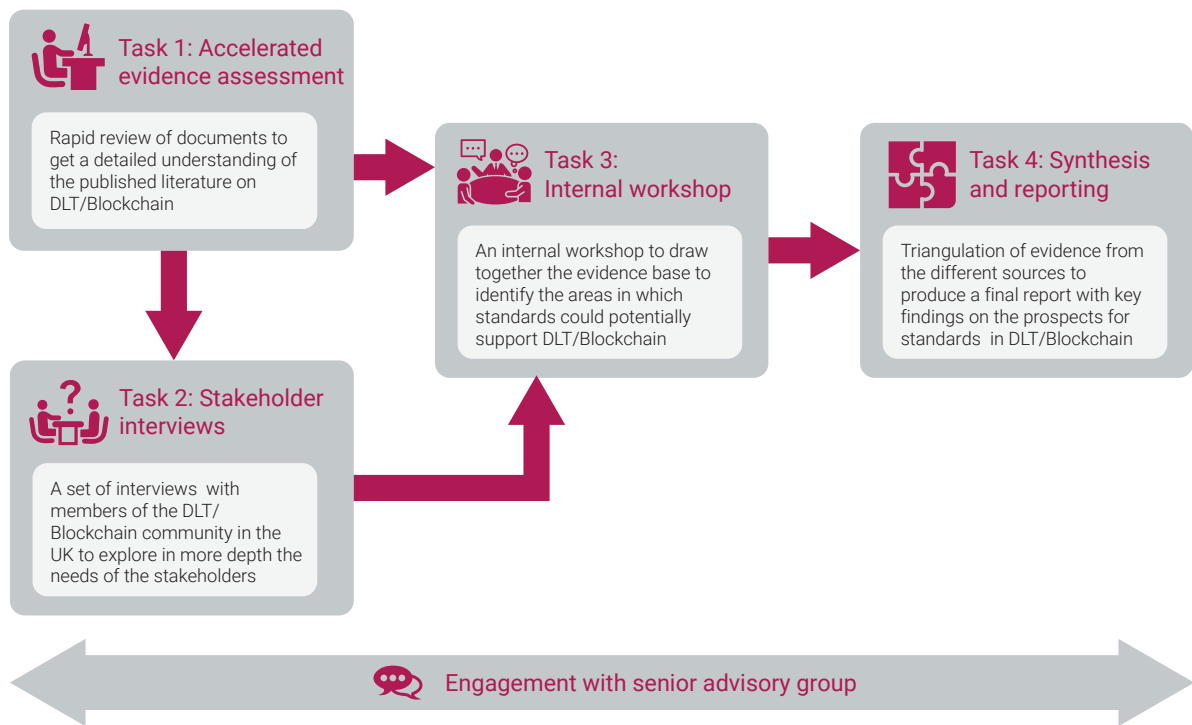 Task 1: Accelerated
evidence assessment
Rapid review of documents to
get a detailed understanding of
the published literature on
DLT/Blockchain
Task 2: Stakeholder
interviews
A set of interviews with
members of the DLT/
Blockchain community in the
UK to explore in more depth the
needs of the stakeholders
Task 3:
Internal workshop
An internal workshop to draw
together the evidence base to
identify the areas in which
standards could potentially
support DLT/Blockchain
Task 4: Synthesis
and reporting
Triangulation of evidence from
the different sources to
produce a final report with key
findings on the prospects for
standards in DLT/Blockchain
Engagement with senior advisory group